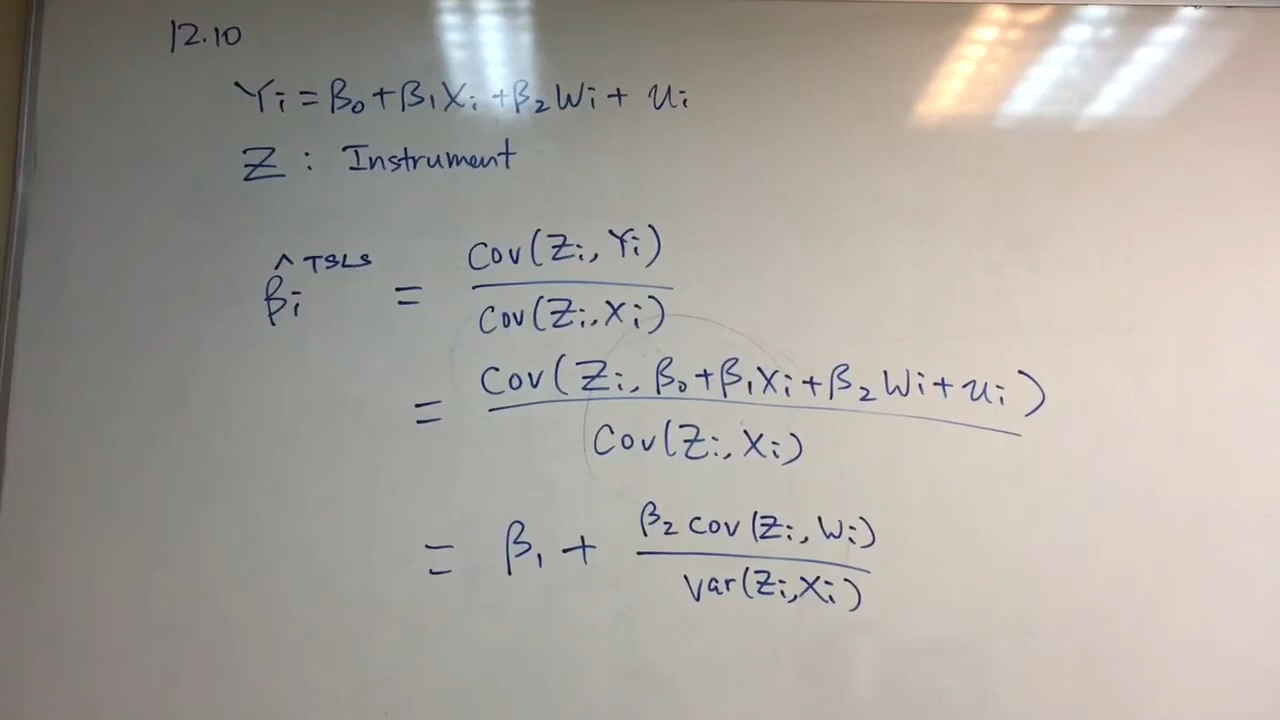 12.10
Yi = β0 + β1Xi + β2Wi + ui
Z : Instrument
β̂i TSLS = Cov(Zi, Yi) / Cov(Zi, Xi)
= Cov(Zi, β0 + β1Xi + β2Wi + ui) / Cov(Zi, Xi)
= β1 + β2 cov(Zi, Wi) / var(Zi, Xi)